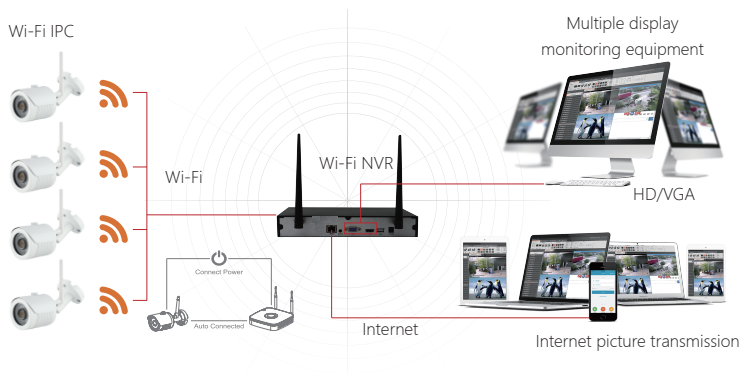 Wi-Fi IPC
Multiple display
monitoring equipment
Wi-Fi NVR
Wi-Fi
HD/VGA
Connect Power
Auto Connected
Internet
Internet picture transmission